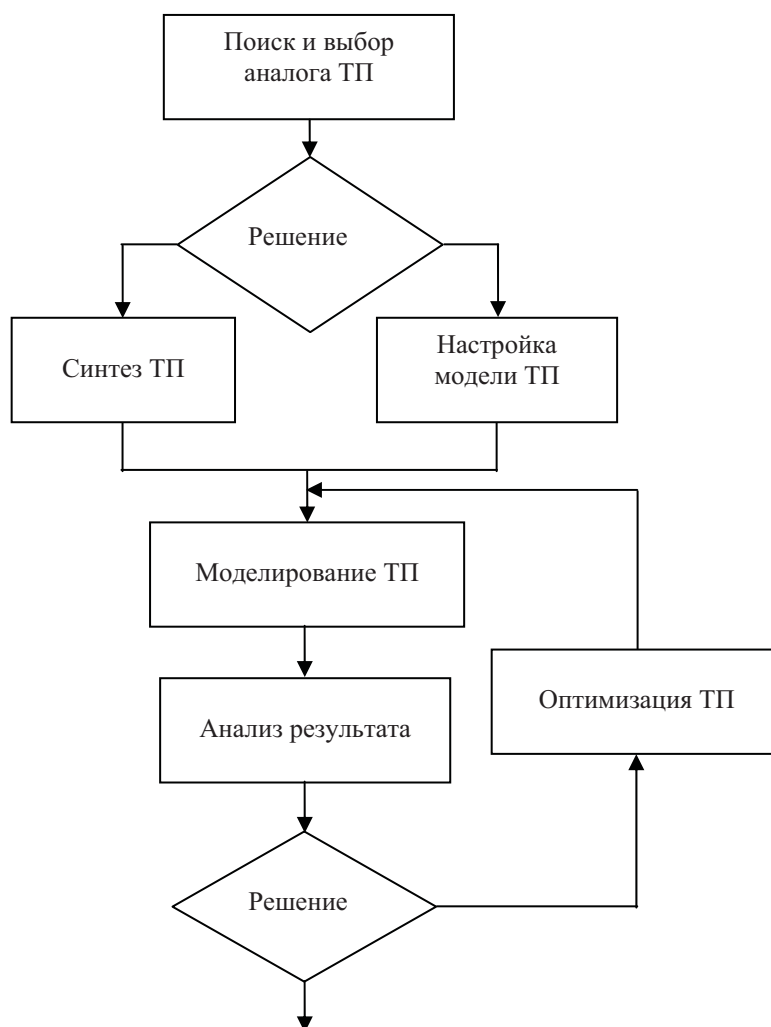 Поиск и выбор
аналога ТП
Решение
Синтез ТП
Настройка
модели ТП
Моделирование ТП
Анализ результата
Оптимизация ТП
Решение